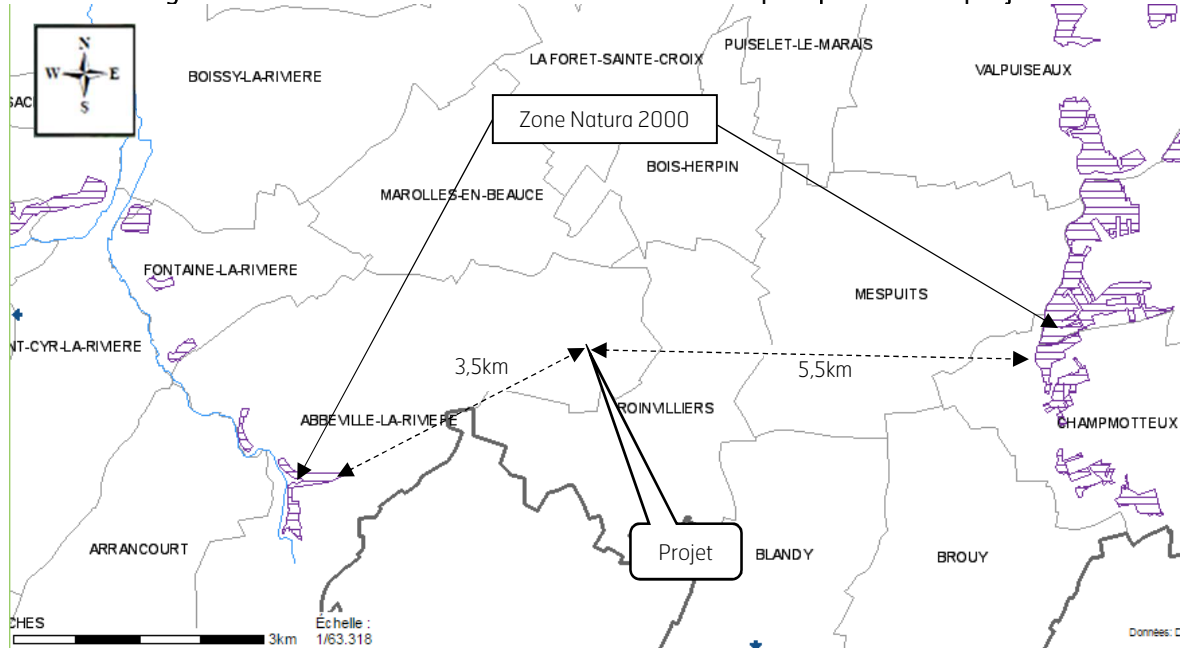 N
W E
S
BOISSY-LA-RIVIERE
LA FORET-SAINTE-CROIX
PUISELET-LE-MARAIS
VALPUISEAUX
SAC
Zone Natura 2000
BOIS-HERPIN
MAROLLES-EN-BEAUCE
FONTAINE-LA-RIVIERE
MESPUITS
NT-CYR-LA-RIVIERE
3,5km
5,5km
ABBEVILLE-LA-RIVIERE
ROINVILLIERS
CHAMPMOTTEUX
Projet
ARRANCOURT
BLANDY
BROUY
CHES
Échelle :
3km 1/63.318
Données: D